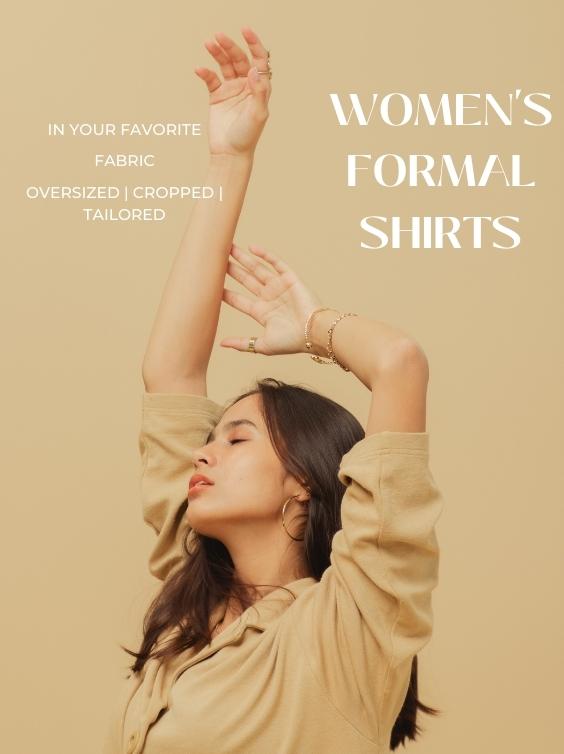 WOMEN'S
FORMAL
SHIRTS
IN YOUR FAVORITE
FABRIC
OVERSIZED | CROPPED |
TAILORED